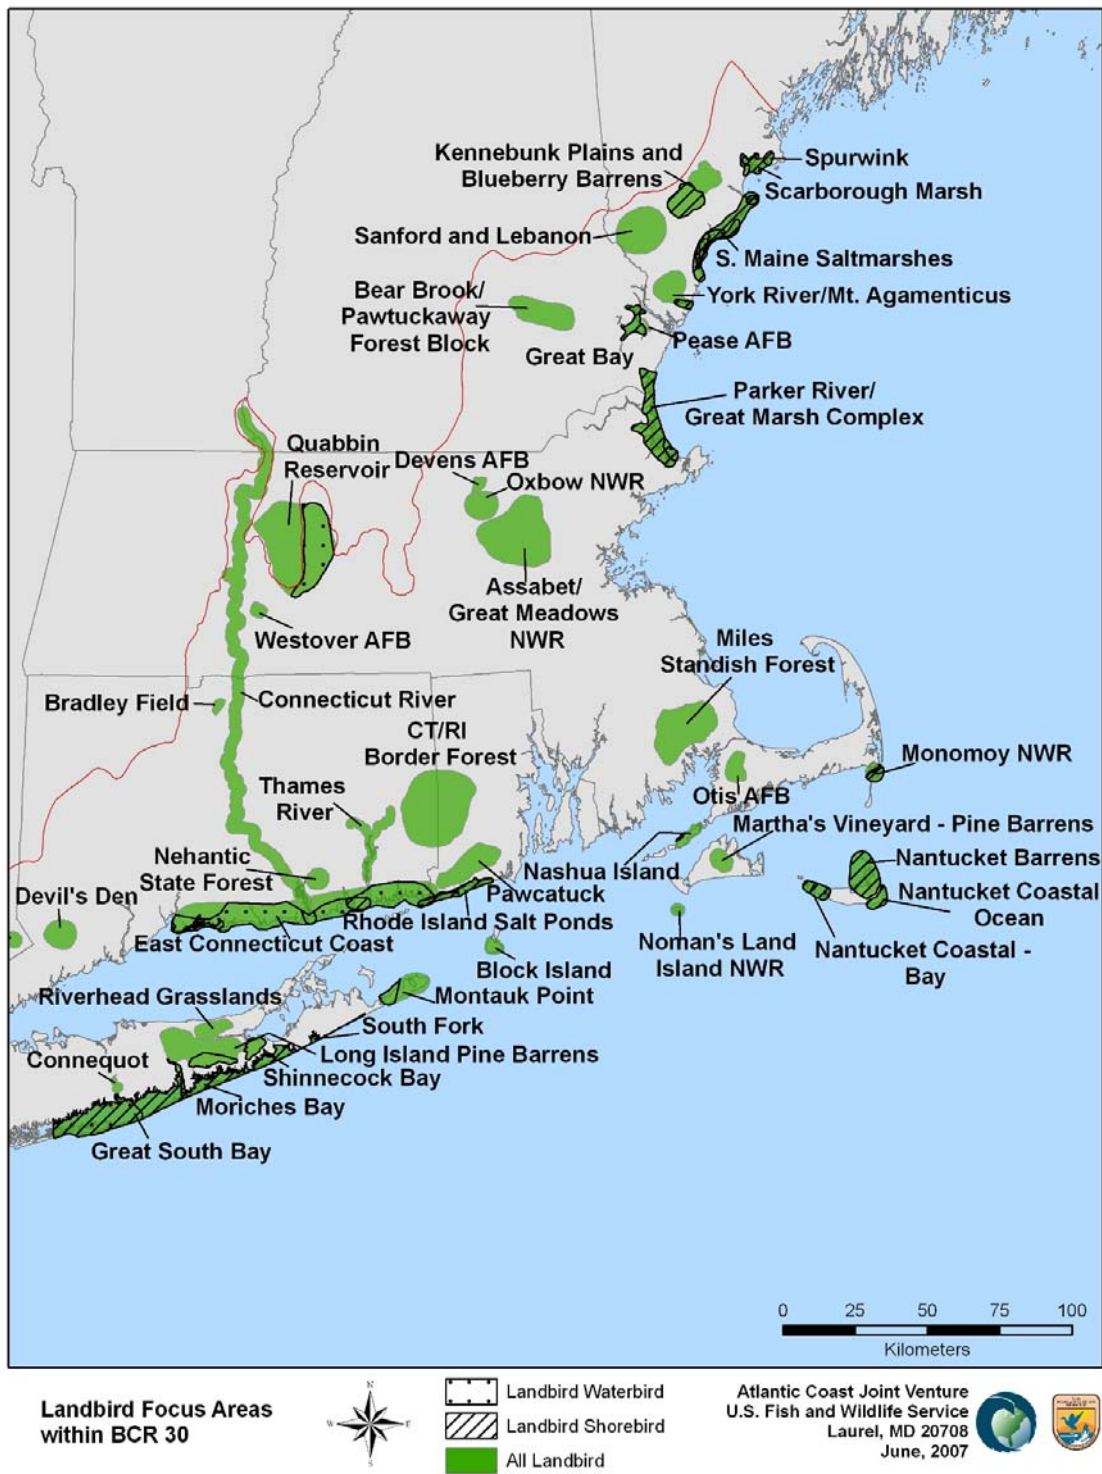 Kennebunk Plains and
Blueberry Barrens
Spurwink
Scarborough Marsh
Sanford and Lebanon
S. Maine Saltmarshes
Bear Brook/
Pawtuckaway
Forest Block
York River/Mt. Agamenticus
Great Bay
Pease AFB
Parker River/
Great Marsh Complex
Quabbin
Reservoir
Devens AFB
Oxbow NWR
Assabet/
Great Meadows
NWR
Westover AFB
Miles
Standish Forest
Bradley Field
Connecticut River
CT/RI
Border Forest
Monomoy NWR
Thames
River
Otis AFB
Martha's Vineyard - Pine Barrens
Nehantic
State Forest
Nashua Island
Nantucket Barrens
Devil's Den
Pawcatuck
Nantucket Coastal
Ocean
Rhode Island Salt Ponds
East Connecticut Coast
Noman's Land
Island NWR
Nantucket Coastal -
Bay
Block Island
Riverhead Grasslands
Montauk Point
South Fork
Connequot
Long Island Pine Barrens
Shinnecock Bay
Moriches Bay
Great South Bay
0 25 50 75 100
Kilometers
Landbird Focus Areas
within BCR 30
N
W E
S
Landbird Waterbird
Landbird Shorebird
All Landbird
Atlantic Coast Joint Venture
U.S. Fish and Wildlife Service
Laurel, MD 20708
June, 2007